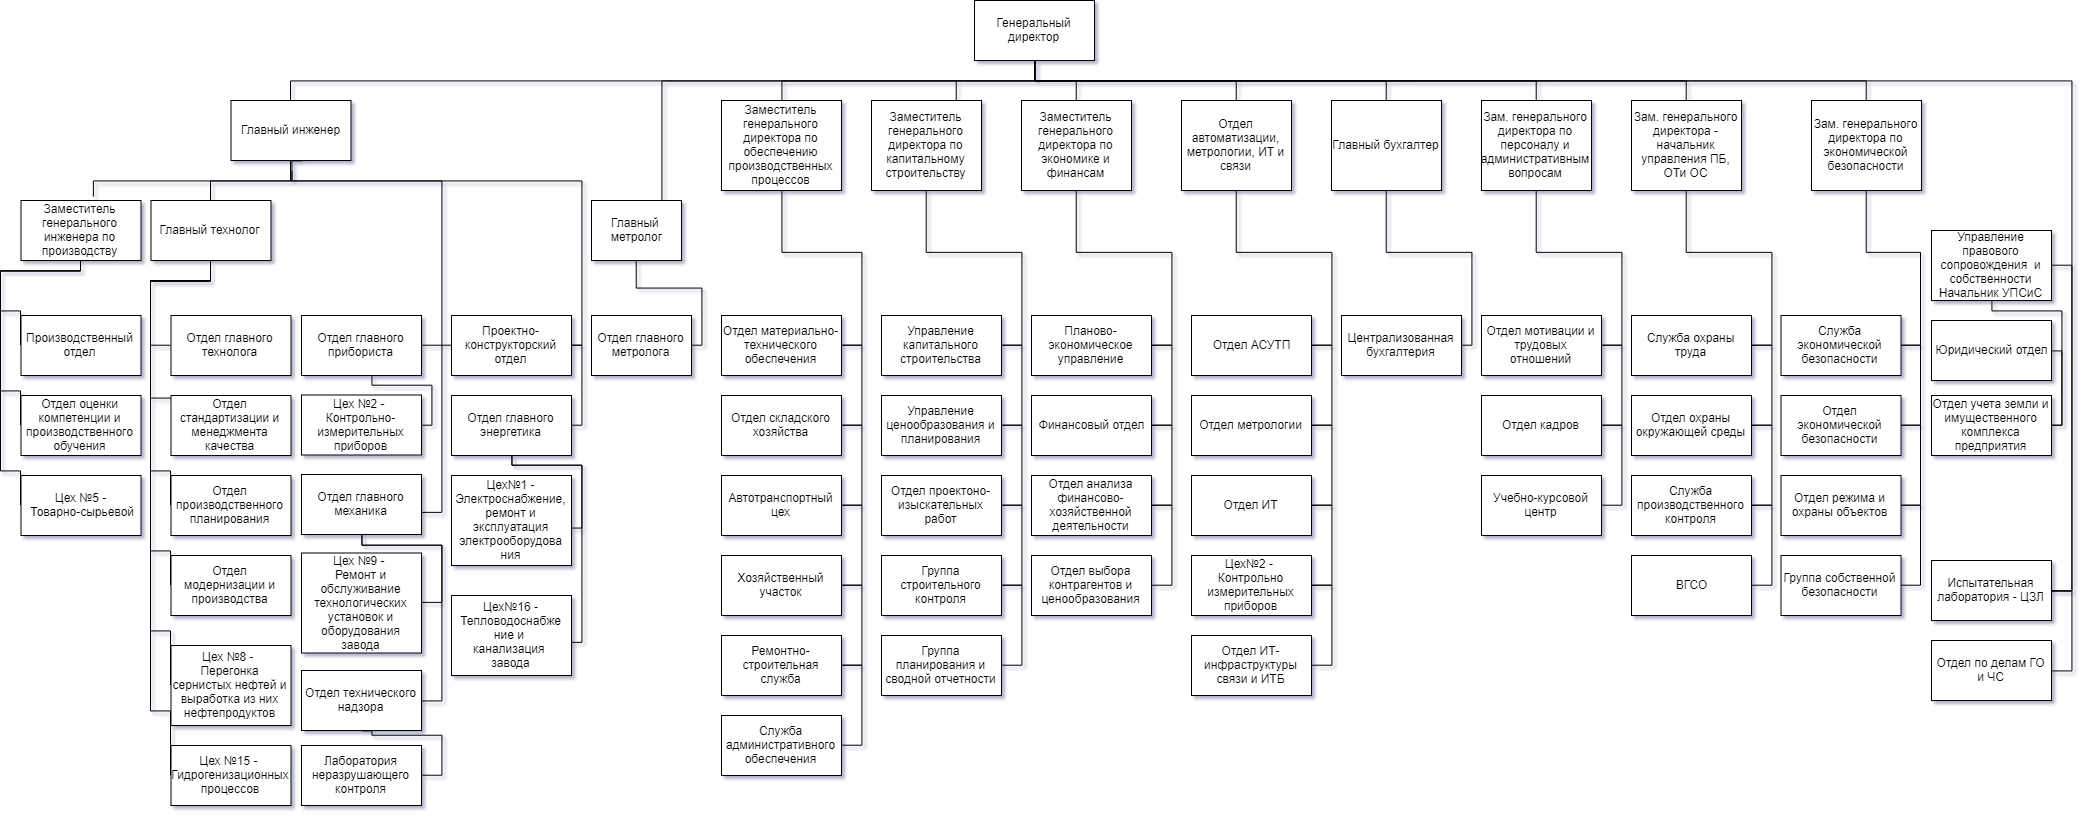 Генеральный
директор
Главный инженер
Заместитель
генерального
директора по
обеспечению
производственных
процессов
Заместитель
генерального
директора по
капитальному
строительству
Заместитель
генерального
директора по
экономике и
финансам
Отдел
автоматизации,
метрологии, ИТ и
связи
Главный бухгалтер
Зам. генерального
директора по
персоналу и
административным
вопросам
Зам. генерального
директора -
начальник
управления ПБ,
ОТи ОС
Зам. генерального
директора по
экономической
безопасности
Заместитель
генерального
инженера по
производству
Главный технолог
Главный
метролог
Управление
правового
сопровождения и
собственности
Начальник УПСиС
Производственный
отдел
Отдел оценки
компетенции и
производственного
обучения
Цех №5 -
Товарно-сырьевой
Отдел главного
технолога
Отдел
стандартизации и
менеджмента
качества
Отдел
производственного
планирования
Отдел
модернизации и
производства
Цех №8 -
Перегонка
сернистых нефтей и
выработка из них
нефтепродуктов
Цех №15 -
Гидрогенизационных
процессов
Отдел главного
прибориста
Цех №2 -
Контрольно-
измерительных
приборов
Отдел главного
механика
Цех №9 -
Ремонт и
обслуживание
технологических
установок и
оборудования
завода
Отдел технического
надзора
Лаборатория
неразрушающего
контроля
Проектно-
конструкторский
отдел
Отдел главного
энергетика
Цех№1 -
Электроснабжение,
ремонт и
эксплуатация
электрооборудова
ния
Цех№16 -
Тепловодоснабже
ние и
канализация
завода
Отдел главного
метролога
Отдел материально-
технического
обеспечения
Отдел складского
хозяйства
Автотранспортный
цех
Хозяйственный
участок
Ремонтно-
строительная
служба
Служба
административного
обеспечения
Управление
капитального
строительства
Управление
ценообразования и
планирования
Отдел проектоно-
изыскательных
работ
Группа
строительного
контроля
Группа
планирования и
сводной отчетности
Планово-
экономическое
управление
Финансовый отдел
Отдел анализа
финансово-
хозяйственной
деятельности
Отдел выбора
контрагентов и
ценообразования
Отдел АСУТП
Отдел метрологии
Отдел ИТ
Цех№2 -
Контрольно
измерительных
приборов
Отдел ИТ-
инфраструктуры
связи и ИТБ
Централизованная
бухгалтерия
Отдел мотивации и
трудовых
отношений
Отдел кадров
Учебно-курсовой
центр
Служба охраны
труда
Отдел охраны
окружающей среды
Служба
производственного
контроля
ВГСО
Служба
экономической
безопасности
Отдел
экономической
безопасности
Отдел режима и
охраны объектов
Группа собственной
безопасности
Юридический отдел
Отдел учета земли и
имущественного
комплекса
предприятия
Испытательная
лаборатория - ЦЗЛ
Отдел по делам ГО
и ЧС